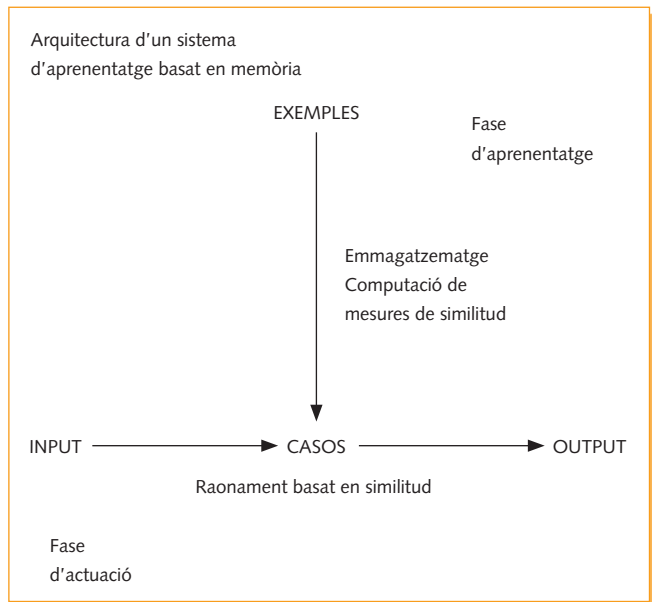 Arquitectura d'un sistema
d'aprenentatge basat en memòria
EXEMPLES
Fase
d'aprenentatge
Emmagatzematge
Computació de
mesures de similitud
INPUT
CASOS
OUTPUT
Raonament basat en similitud
Fase
d'actuació